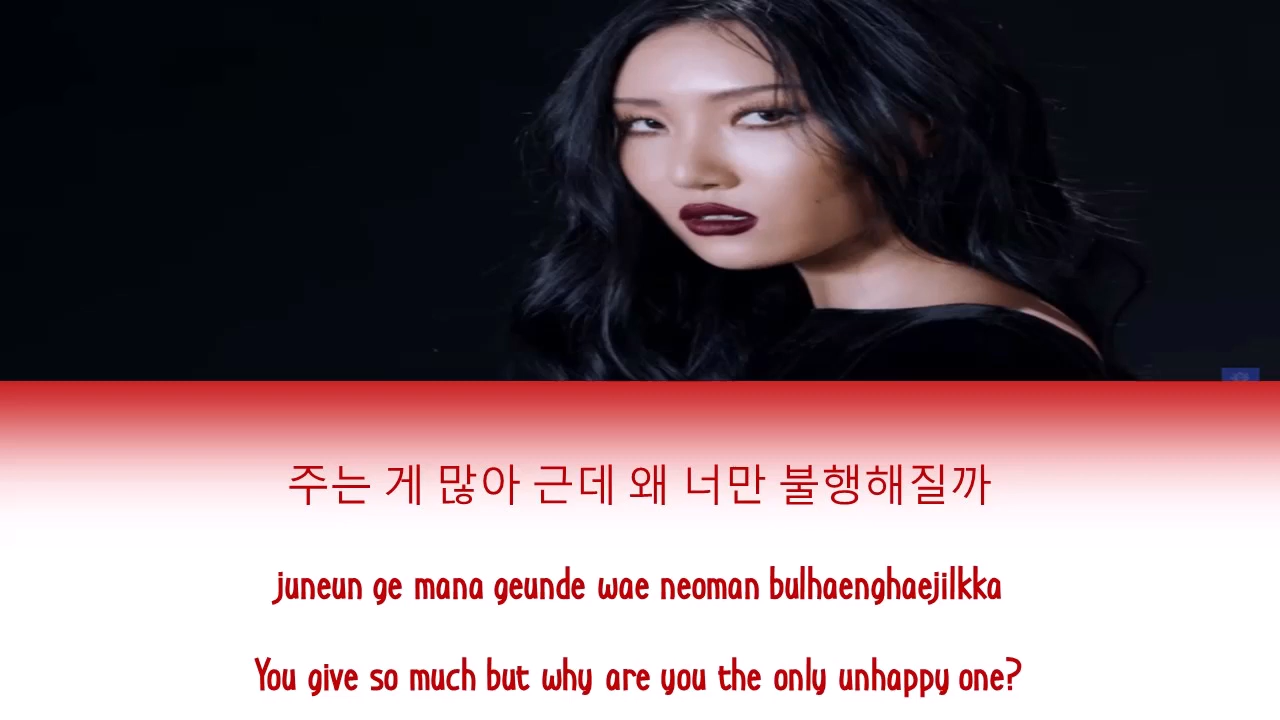 주는 게 많아 근데 왜 너만 불행해질까
juneun ge mana geunde wae neoman bulhaenghaejilkka
You give so much but why are you the only unhappy one?